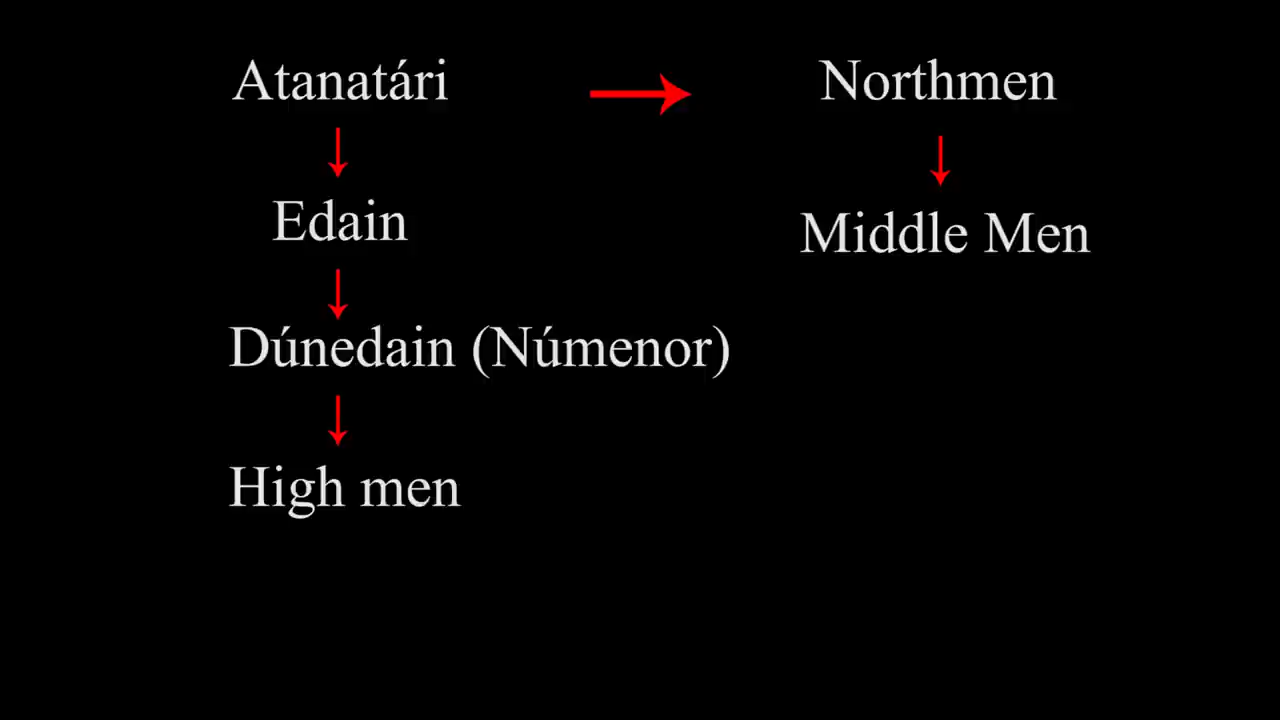 Atanatári
Northmen
Edain
Middle Men
Dúnedain (Númenor)
High men